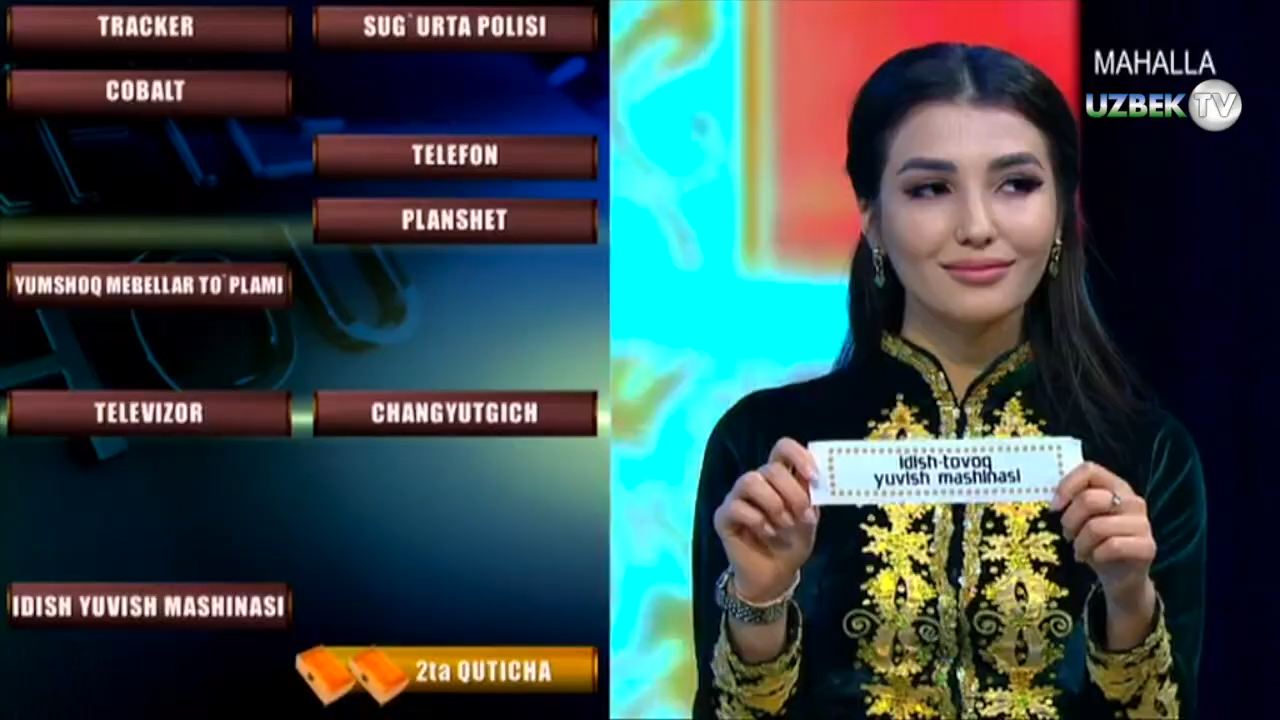 TRACKER
SUG`URTA POLISI
COBALT
TELEFON
PLANSHET
YUMSHOQ MEBELLAR TO`PLAMI
TELEVIZOR
CHANGYUTGICH
IDISH YUVISH MASHINASI
2ta QUTICHA
MAHALLA
UZBEK TV
idish-tovoq
yuvish mashinasi